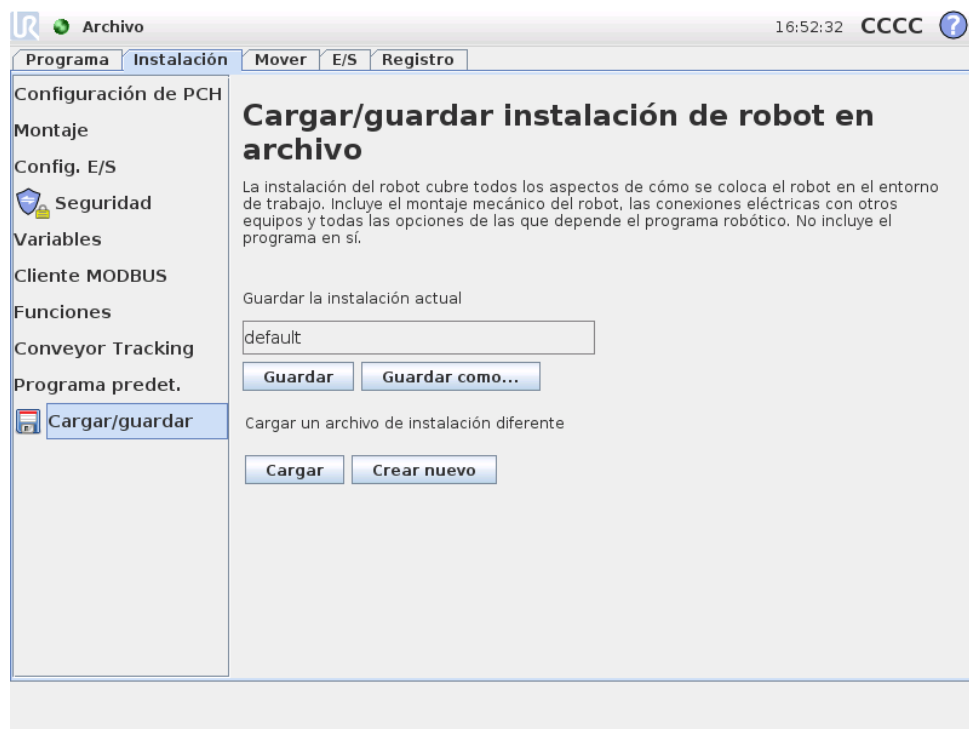 UR Archivo 16:52:32 CCCC ?
Programa Instalación Mover E/S Registro
Configuración de PCH
Montaje
Config. E/S
Seguridad
Variables
Cliente MODBUS
Funciones
Conveyor Tracking
Programa predet.
Cargar/guardar
Cargar/guardar instalación de robot en
archivo
La instalación del robot cubre todos los aspectos de cómo se coloca el robot en el entorno
de trabajo. Incluye el montaje mecánico del robot, las conexiones eléctricas con otros
equipos y todas las opciones de las que depende el programa robótico. No incluye el
programa en sí.
Guardar la instalación actual
default
Guardar Guardar como...
Cargar un archivo de instalación diferente
Cargar Crear nuevo